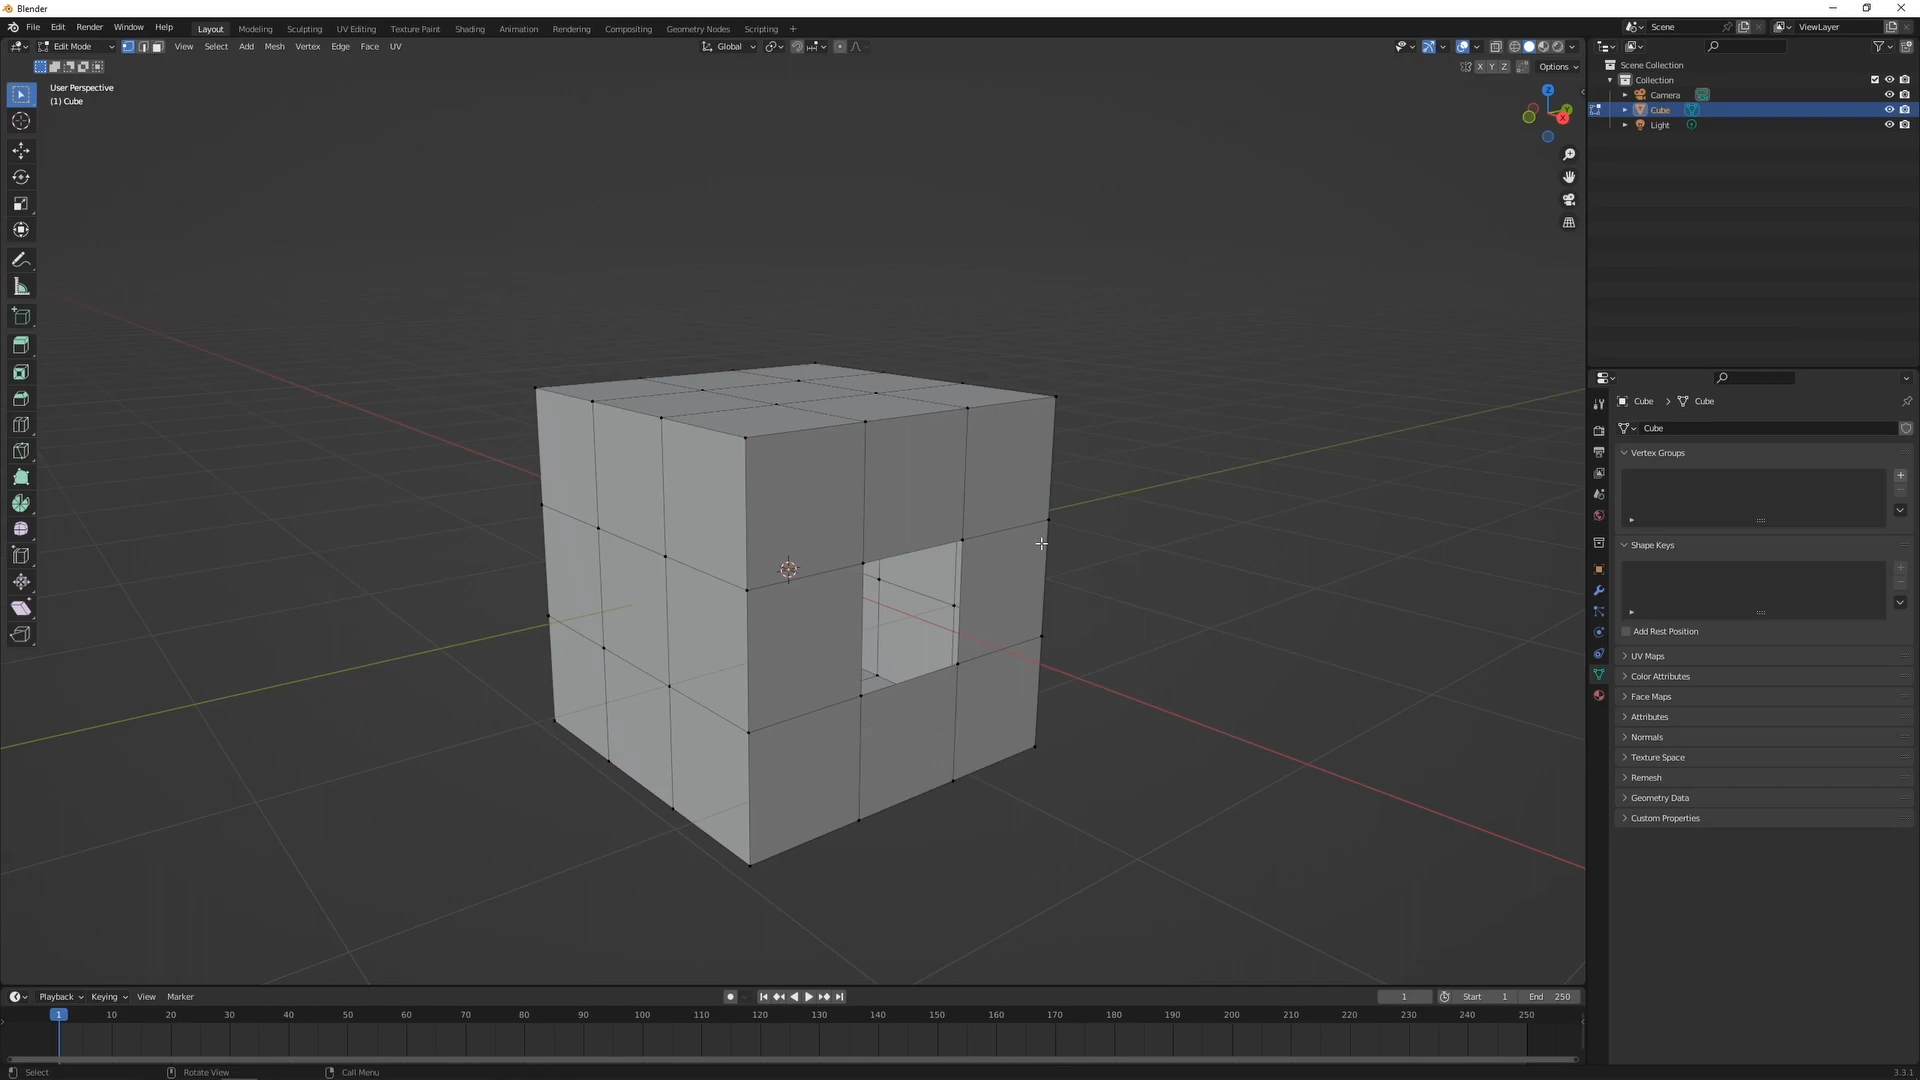 Blender
File Edit Render Window Help Layout Modeling Sculpting UV Editing Texture Paint Shading Animation Rendering Compositing Geometry Nodes Scripting + Scene ViewLayer
Edit Mode View Select Add Mesh Vertex Edge Face UV Global
X Y Z Options
User Perspective
(1) Cube
Z
Y
X
Scene Collection
Collection
Camera
Cube
Light
Cube > Cube
Cube
Vertex Groups
Shape Keys
Add Rest Position
UV Maps
Color Attributes
Face Maps
Attributes
Normals
Texture Space
Remesh
Geometry Data
Custom Properties
Playback Keying View Marker 1 Start 1 End 250
1 10 20 30 40 50 60 70 80 90 100 110 120 130 140 150 160 170 180 190 200 210 220 230 240 250
Select Rotate View Call Menu 3.3.1